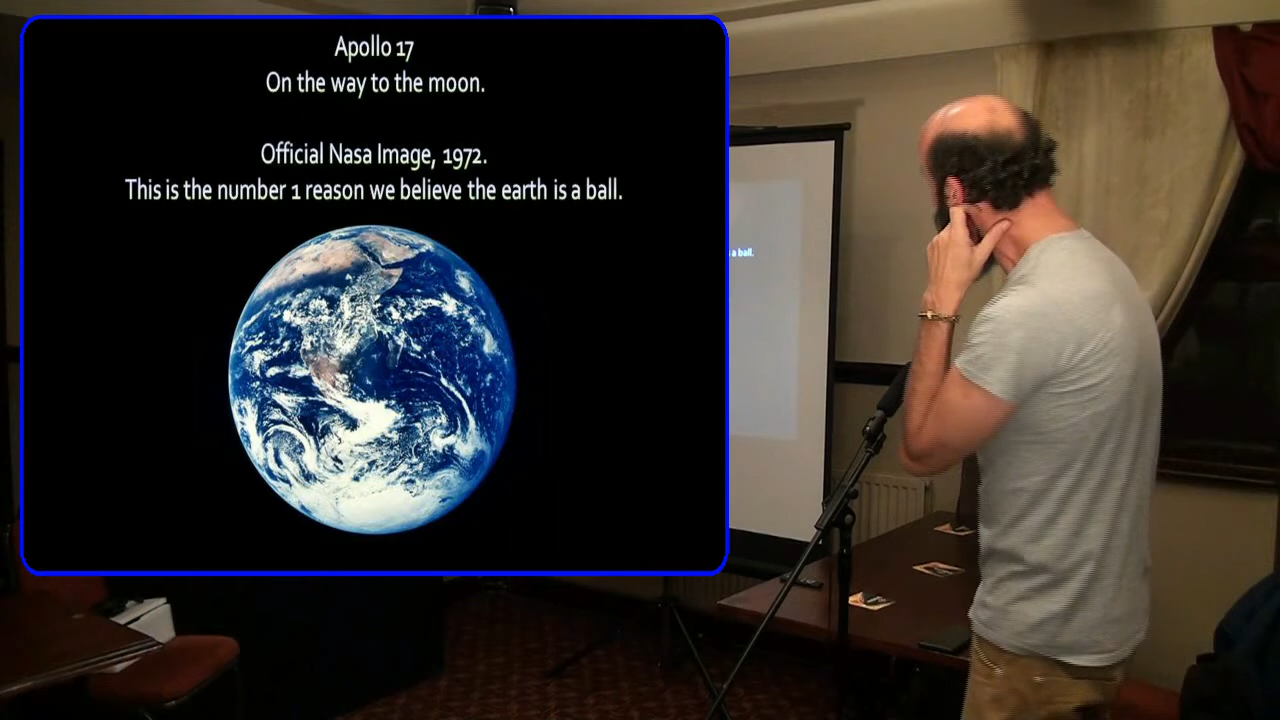 Apollo 17
On the way to the moon.
Official Nasa Image, 1972.
This is the number 1 reason we believe the earth is a ball.
a ball.